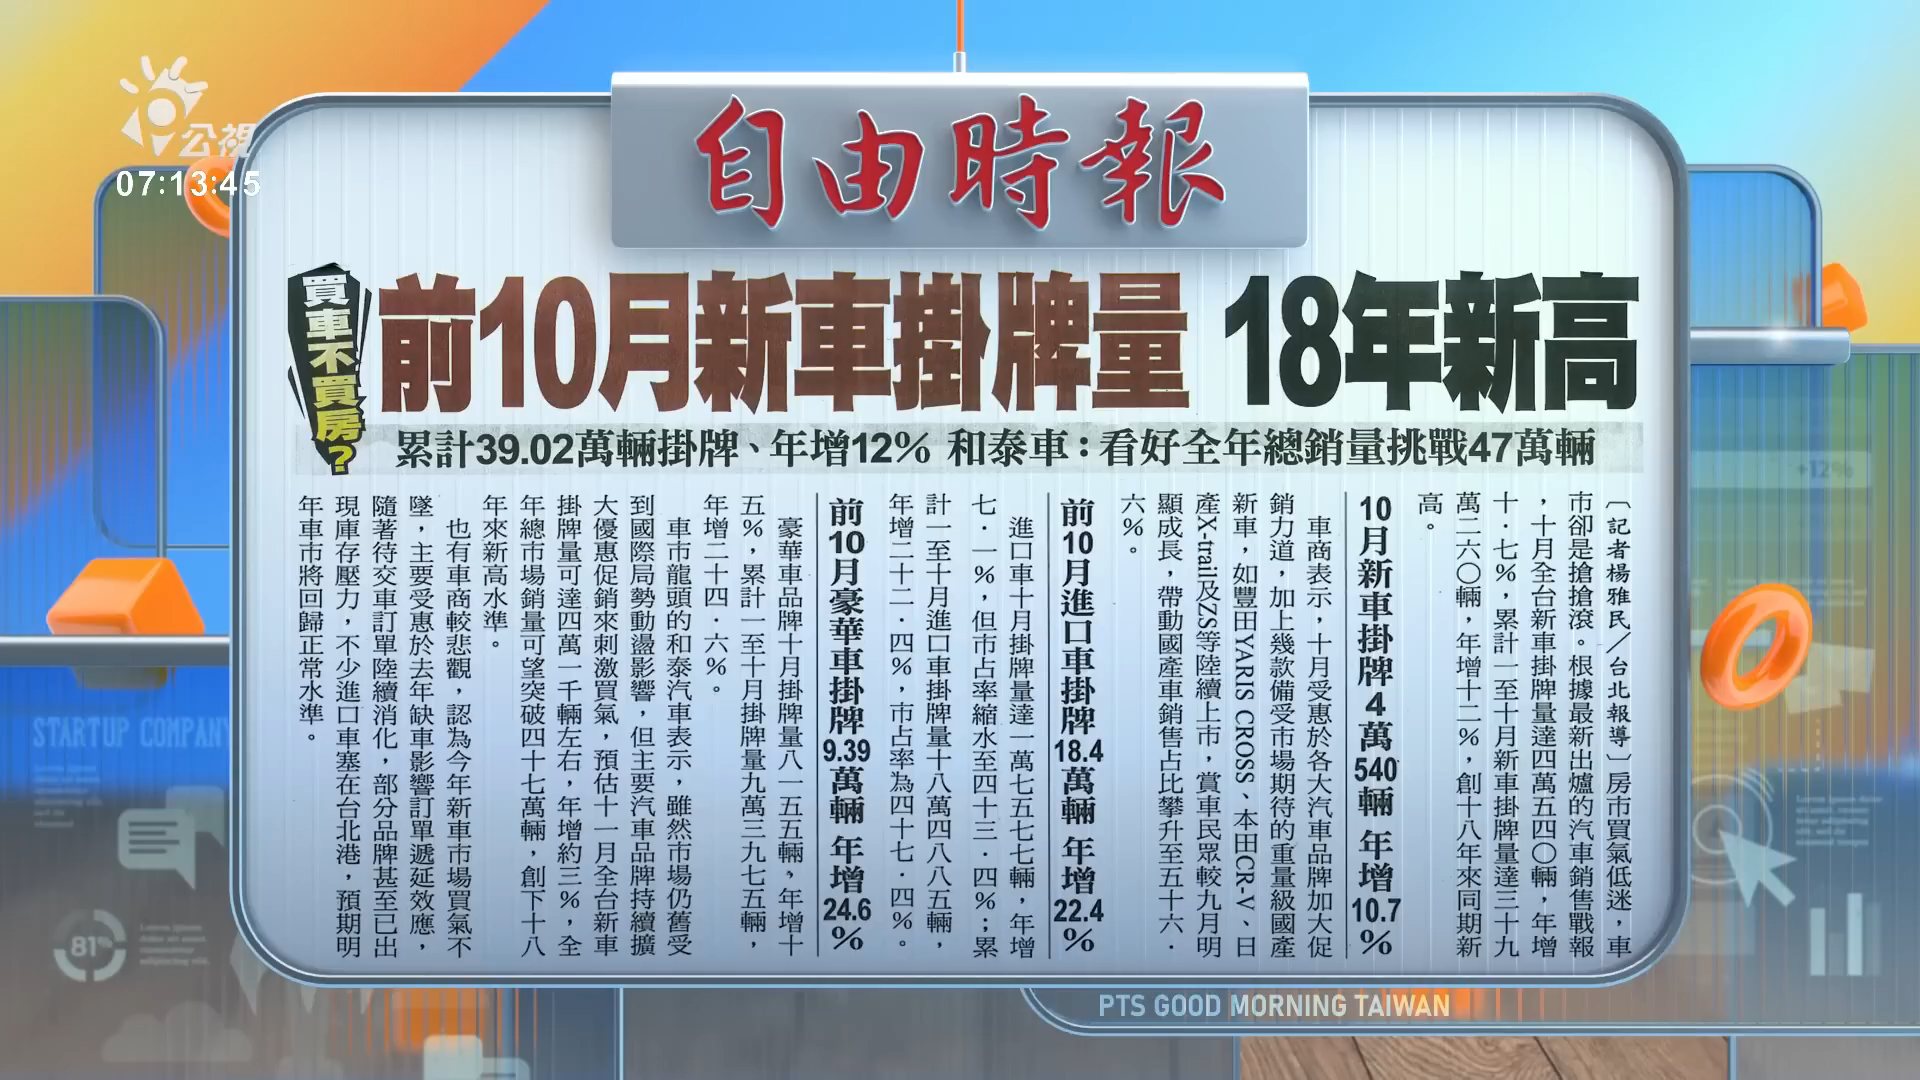 公視
07:13:45
自由時報
買車不買房?
前10月新車掛牌量 18年新高
累計39.02萬輛掛牌、年增12% 和泰車：看好全年總銷量挑戰47萬輛
〔記者楊雅民／台北報導〕房市買氣低迷，車
市卻是搶搶滾。根據最新出爐的汽車銷售戰報
，十月全台新車掛牌量達四萬五四〇輛，年增
十．七%，累計一至十月新車掛牌量達三十九
萬二六〇輛，年增十二%，創十八年來同期新
高。
10月新車掛牌4萬540輛 年增10.7%
車商表示，十月受惠於各大汽車品牌加大促
銷力道，加上幾款備受市場期待的重量級國產
新車，如豐田YARIS CROSS、本田CR-V、日
產X-trail及ZS等陸續上市，賞車民眾較九月明
顯成長，帶動國產車銷售占比攀升至五十六．
六%。
前10月進口車掛牌18.4萬輛 年增22.4%
進口車十月掛牌量達一萬七五七七輛，年增
七．一%，但市占率縮水至四十三．四%；累
計一至十月進口車掛牌量十八萬四八八五輛，
年增二十二．四%，市占率為四十七．四%。
前10月豪華車掛牌9.39萬輛 年增24.6%
豪華車品牌十月掛牌量八一五五輛，年增十
五%，累計一至十月掛牌量九萬三九七五輛，
年增二十四．六%。
車市龍頭的和泰汽車表示，雖然市場仍舊受
到國際局勢動盪影響，但主要汽車品牌持續擴
大優惠促銷來刺激買氣，預估十一月全台新車
掛牌量可達四萬一千輛左右，年增約三%，全
年總市場銷量可望突破四十七萬輛，創下十八
年來新高水準。
也有車商較悲觀，認為今年新車市場買氣不
墜，主要受惠於去年缺車影響訂單遞延效應，
隨著待交車訂單陸續消化，部分品牌甚至已出
現庫存壓力，不少進口車塞在台北港，預期明
年車市將回歸正常水準。
+12%
STARTUP COMPANY
81%
PTS GOOD MORNING TAIWAN